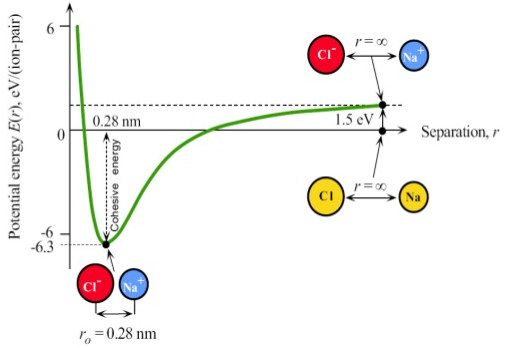 Potential energy E(r), eV/(ion-pair)
6
0
-6
-6.3
0.28 nm
Cohesive energy
1.5 eV
Separation, r
r = ∞
Cl⁻
Na⁺
r = ∞
Cl
Na
Cl⁻
Na⁺
rₒ = 0.28 nm